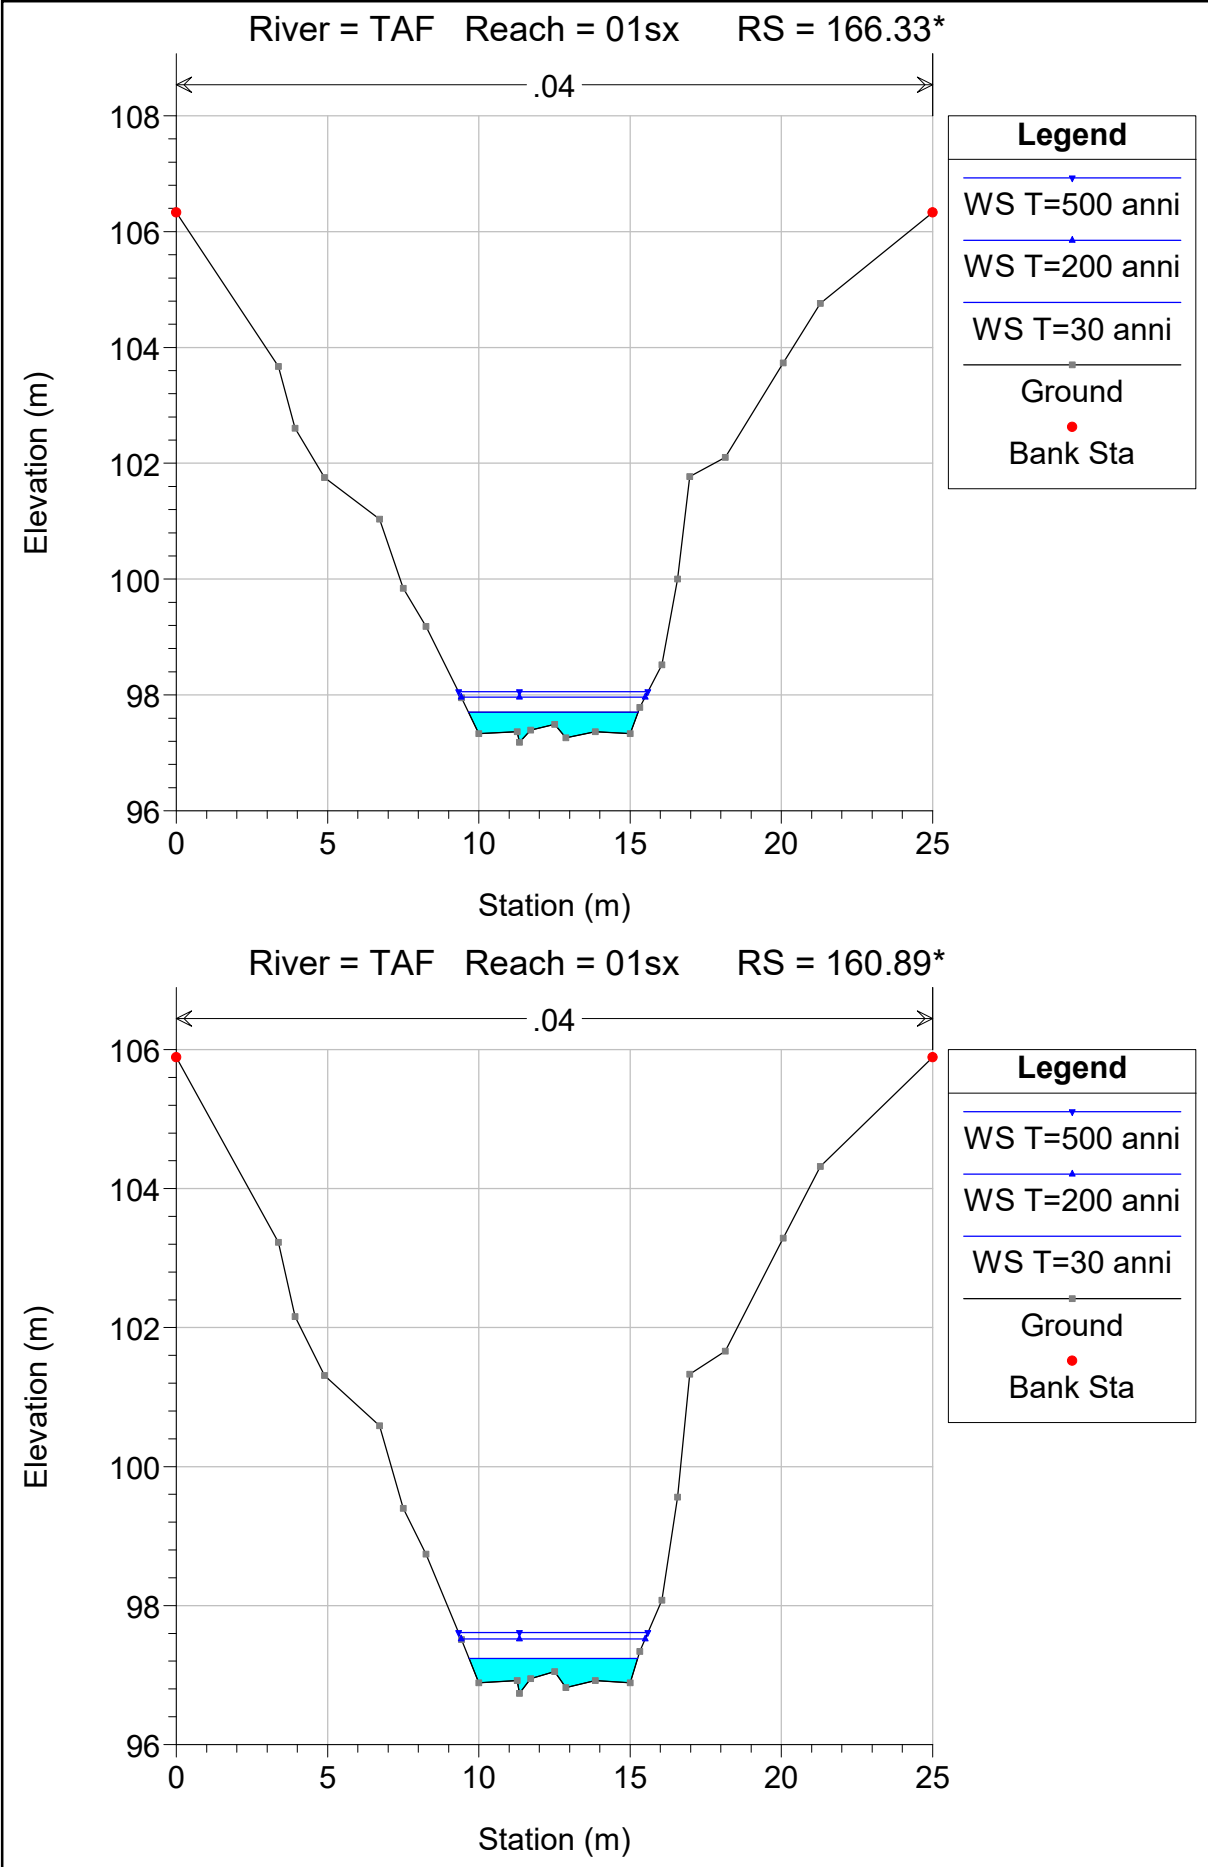 River = TAF Reach = 01sx RS = 166.33*
.04
108
106
104
102
100
98
96
0 5 10 15 20 25
Elevation (m)
Station (m)
Legend
WS T=500 anni
WS T=200 anni
WS T=30 anni
Ground
Bank Sta
River = TAF Reach = 01sx RS = 160.89*
.04
106
104
102
100
98
96
0 5 10 15 20 25
Elevation (m)
Station (m)
Legend
WS T=500 anni
WS T=200 anni
WS T=30 anni
Ground
Bank Sta